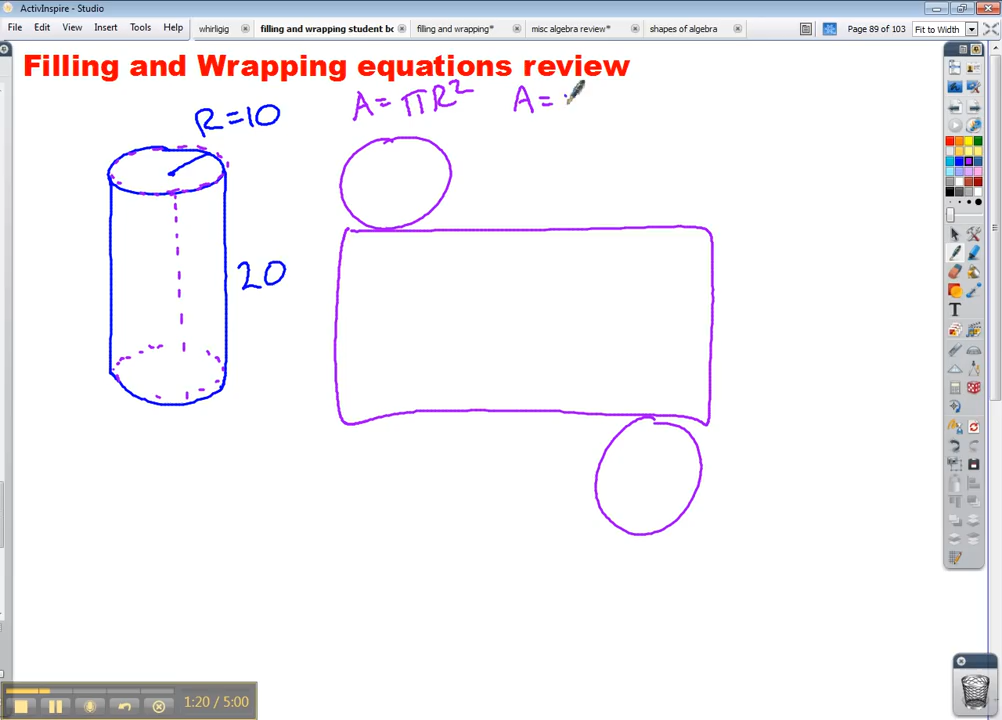 ActivInspire - Studio
File Edit View Insert Tools Help
whirligig
filling and wrapping student bo
filling and wrapping*
misc algebra review*
shapes of algebra
Page 89 of 103
Fit to Width
Filling and Wrapping equations review
R=10
A= πR²
A=
20
T
1:20 / 5:00